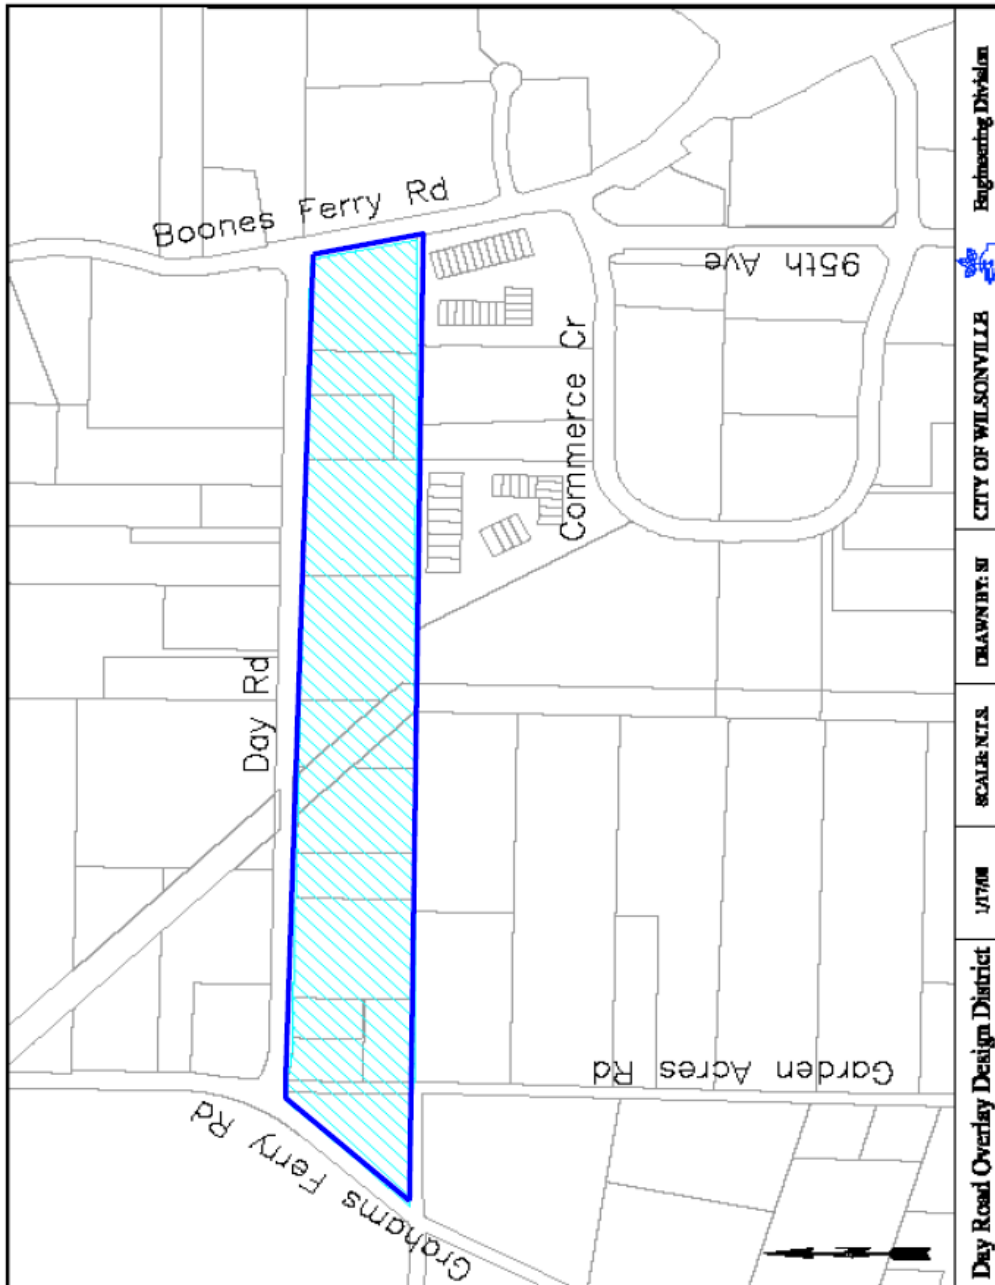 Boones Ferry Rd
95th Ave
Commerce Cr
Day Rd
Garden Acres Rd
Grahams Ferry Rd
Day Road Overlay Design District
1/17/08
SCALE: N.T.S.
DRAWN BY: SI
CITY OF WILSONVILLE
Engineering Division